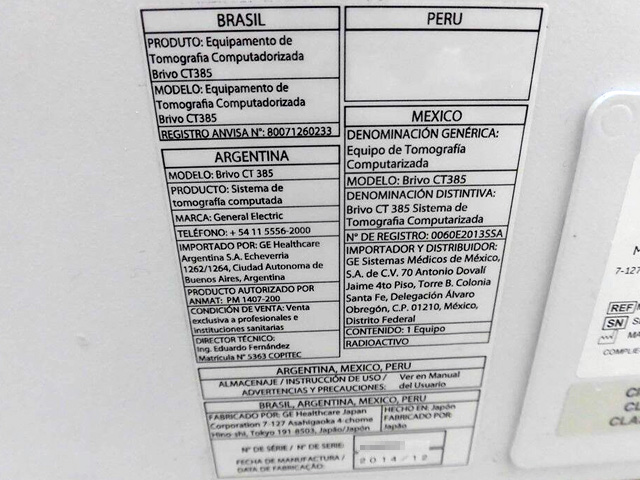 BRASIL
PRODUTO: Equipamento de
Tomografia Computadorizada
Brivo CT385
MODELO: Equipamento de
Tomografia Computadorizada
Brivo CT385
REGISTRO ANVISA N°: 80071260233
ARGENTINA
MODELO: Brivo CT 385
PRODUCTO: Sistema de
tomografía computada
MARCA: General Electric
TELÉFONO: + 54 11 5556-2000
IMPORTADO POR: GE Healthcare
Argentina S.A. Echeverria
1262/1264, Ciudad Autonoma de
Buenos Aires, Argentina
PRODUCTO AUTORIZADO POR
ANMAT: PM 1407-200
CONDICIÓN DE VENTA: Venta
exclusiva a profesionales e
instituciones sanitarias
DIRECTOR TÉCNICO:
Ing. Eduardo Fernández
Matrícula N° 5363 COPITEC
PERU
MEXICO
DENOMINACIÓN GENÉRICA:
Equipo de Tomografía
Computarizada
MODELO: Brivo CT385
DENOMINACIÓN DISTINTIVA:
Brivo CT 385 Sistema de
Tomografía Computarizada
N° DE REGISTRO: 0060E2013SSA
IMPORTADOR Y DISTRIBUIDOR:
GE Sistemas Médicos de México,
S.A. de C.V. 70 Antonio Dovalí
Jaime 4to Piso, Torre B. Colonia
Santa Fe, Delegación Álvaro
Obregón, C.P. 01210, México,
Distrito Federal
CONTENIDO: 1 Equipo
RADIOACTIVO
ARGENTINA, MEXICO, PERU
ALMACENAJE / INSTRUCCIÓN DE USO /
ADVERTENCIAS Y PRECAUCIONES:
Ver en Manual
del Usuario
BRASIL, ARGENTINA, MEXICO, PERU
FABRICADO POR: GE Healthcare Japan
Corporation 7-127 Asahigaoka 4-chome
Hino-shi, Tokyo 191-8503, Japão/Japón
HECHO EN: Japón
FABRICADO POR:
Japão
N° DE SÉRIE / N° DE SERIE:
FECHA DE MANUFACTURA /
DATA DE FABRICAÇÃO:
2014/12
M
7-127
REF
SN
MA
COMPLIE
CL
CLA